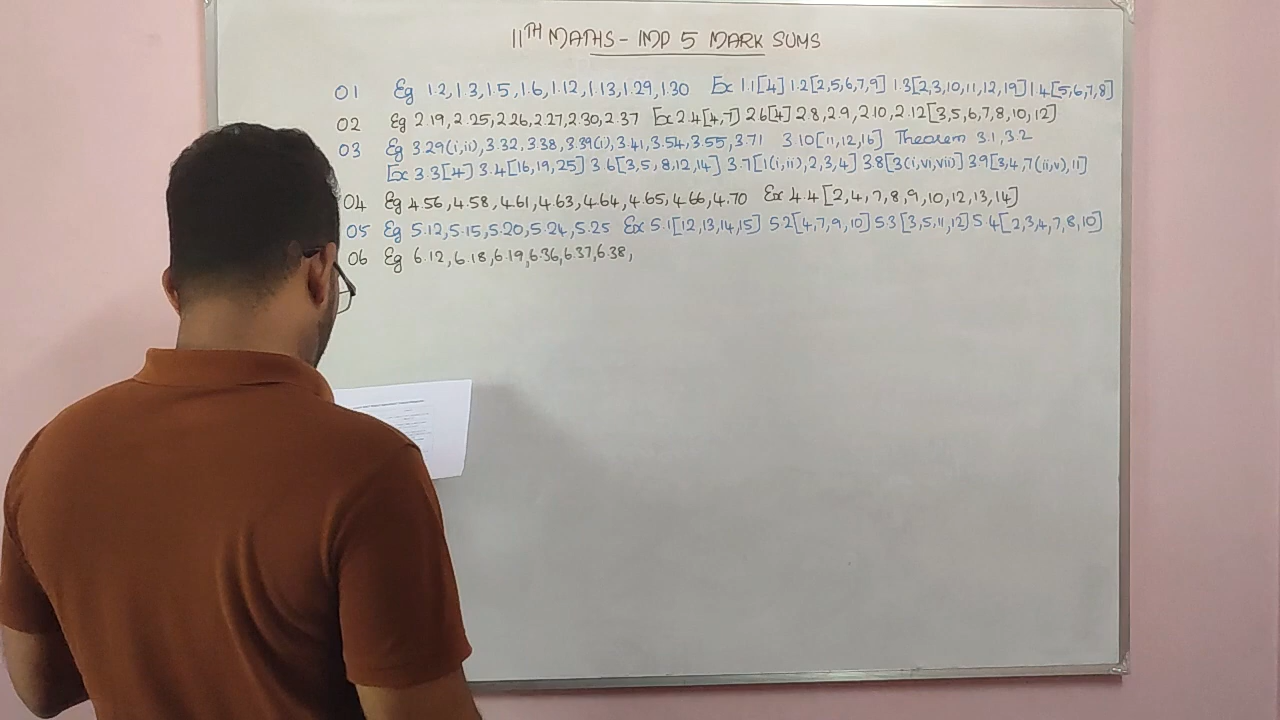 11TH MATHS - IMP 5 MARK SUMS
01 Eg 1.2,1.3,1.5,1.6,1.12,1.13,1.29,1.30 Ex 1.1[4] 1.2[2,5,6,7,9] 1.3[2,3,10,11,12,19] 1.4[5,6,7,8]
02 Eg 2.19,2.25,2.26,2.27,2.30,2.37 Ex 2.4[4,7] 2.6[4] 2.8,2.9,2.10,2.12[3,5,6,7,8,10,12]
03 Eg 3.29(i,ii),3.32,3.38,3.39(i),3.41,3.54,3.55,3.71 3.10[11,12,16] Theorem 3.1,3.2
Ex 3.3[4] 3.4[16,19,25] 3.6[3,5,8,12,14] 3.7[1(i,ii),2,3,4] 3.8[3(i,vi,vii)] 3.9[3,4,7(ii,v),11]
04 Eg 4.56,4.58,4.61,4.63,4.64,4.65,4.66,4.70 Ex 4.4[2,4,7,8,9,10,12,13,14]
05 Eg 5.12,5.15,5.20,5.24,5.25 Ex 5.1[12,13,14,15] 5.2[4,7,9,10] 5.3[3,5,11,12] 5.4[2,3,4,7,8,10]
06 Eg 6.12,6.18,6.19,6.36,6.37,6.38,